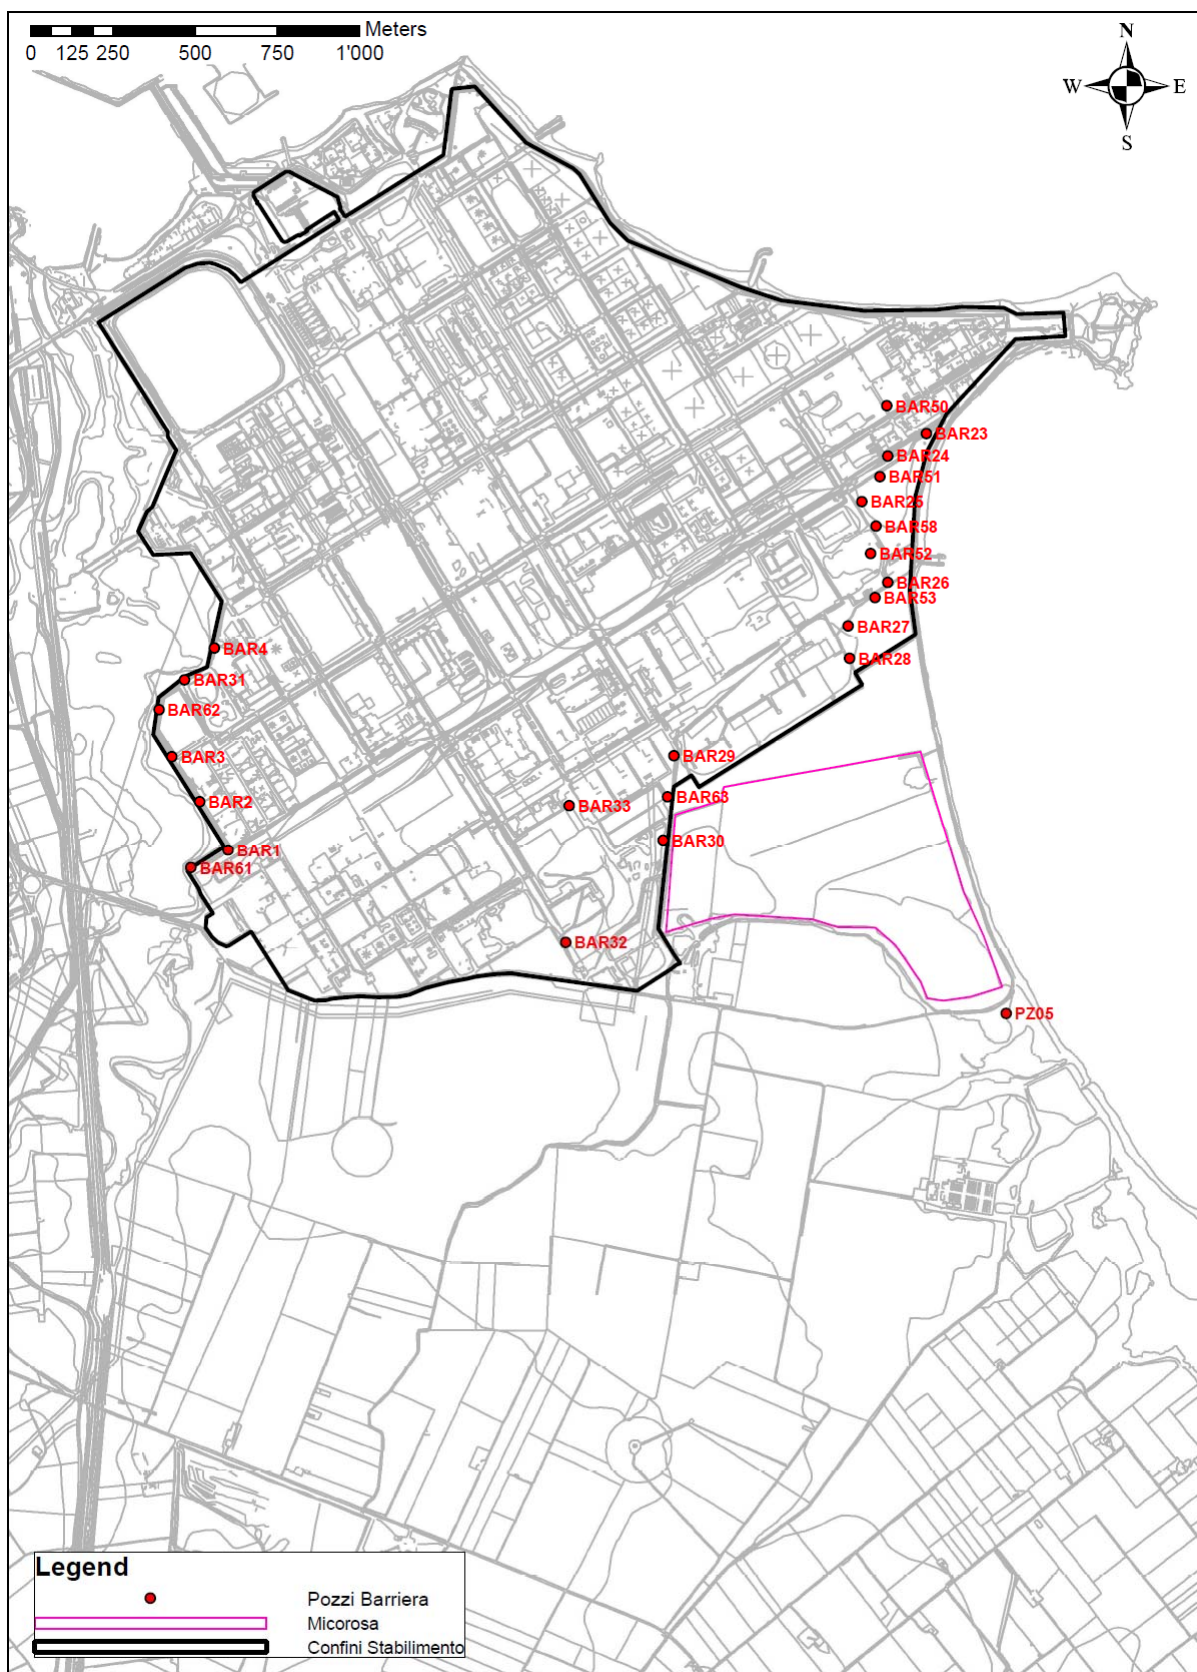 Meters
0 125 250 500 750 1'000
N
W E
S
BAR50
BAR23
BAR24
BAR51
BAR25
BAR58
BAR52
BAR26
BAR53
BAR27
BAR4
BAR28
BAR31
BAR62
BAR3
BAR29
BAR2
BAR33
BAR63
BAR30
BAR1
BAR61
BAR32
PZ05
Legend
Pozzi Barriera
Micorosa
Confini Stabilimento